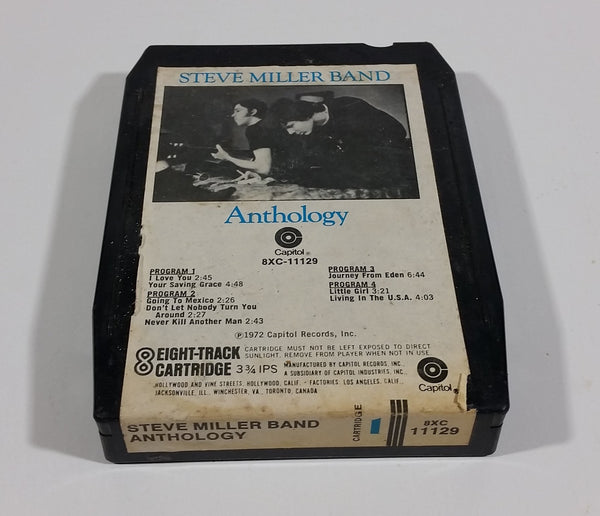 STEVE MILLER BAND
Anthology
Capitol®
8XC-11129
PROGRAM 1
I Love You 2:45
Your Saving Grace 4:48
PROGRAM 2
Going To Mexico 2:26
Don't Let Nobody Turn You
Around 2:27
Never Kill Another Man 2:43
PROGRAM 3
Journey From Eden 6:44
PROGRAM 4
Little Girl 3:21
Living In The U.S.A. 4:03
℗1972 Capitol Records, Inc.
8 EIGHT-TRACK
CARTRIDGE 3¾ IPS
CARTRIDGE MUST NOT BE LEFT EXPOSED TO DIRECT
SUNLIGHT. REMOVE FROM PLAYER WHEN NOT IN USE.
MANUFACTURED BY CAPITOL RECORDS, INC.,
A SUBSIDIARY OF CAPITOL INDUSTRIES, INC.,
HOLLYWOOD AND VINE STREETS, HOLLYWOOD, CALIF. - FACTORIES: LOS ANGELES, CALIF.,
JACKSONVILLE, ILL., WINCHESTER, VA., TORONTO, CANADA
Capitol®
STEVE MILLER BAND
ANTHOLOGY
CARTRIDGE
1
8XC
11129